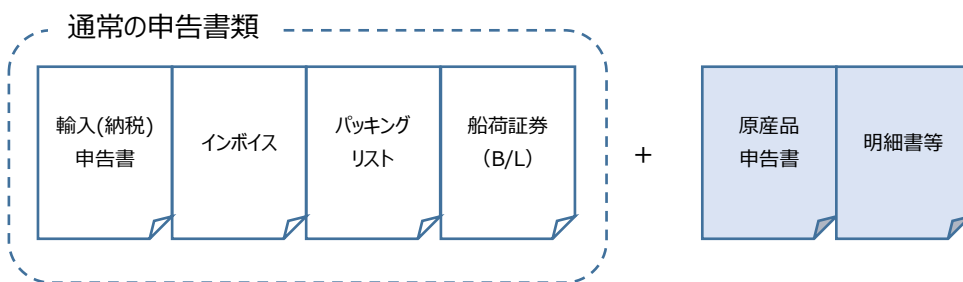 通常の申告書類
輸入(納税)
申告書
インボイス
パッキング
リスト
船荷証券
（B/L）
+
原産品
申告書
明細書等